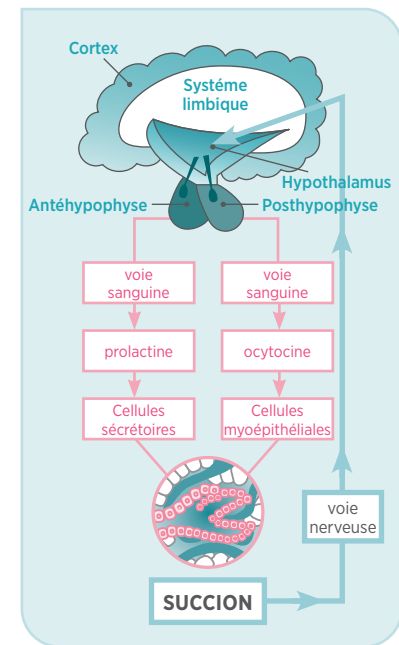 Cortex
Systéme
limbique
Hypothalamus
Antéhypophyse
Posthypophyse
voie
sanguine
voie
sanguine
prolactine
ocytocine
Cellules
sécrétoires
Cellules
myoépithéliales
voie
nerveuse
SUCCION